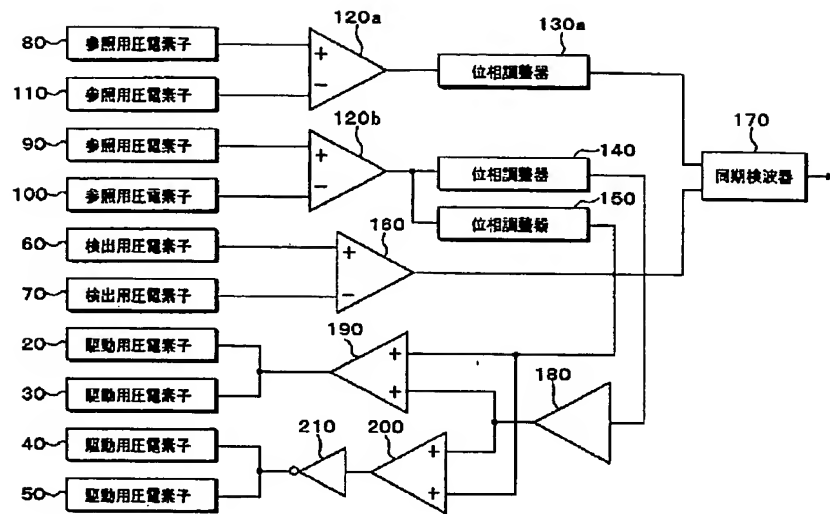 80 参照用圧電素子
120a
+
−
130a
位相調整器
110 参照用圧電素子
90 参照用圧電素子
120b
+
−
140
位相調整器
170
同期検波器
100 参照用圧電素子
150
位相調整器
60 検出用圧電素子
160
+
−
70 検出用圧電素子
20 駆動用圧電素子
190
+
+
180
30 駆動用圧電素子
40 駆動用圧電素子
210
200
+
+
50 駆動用圧電素子